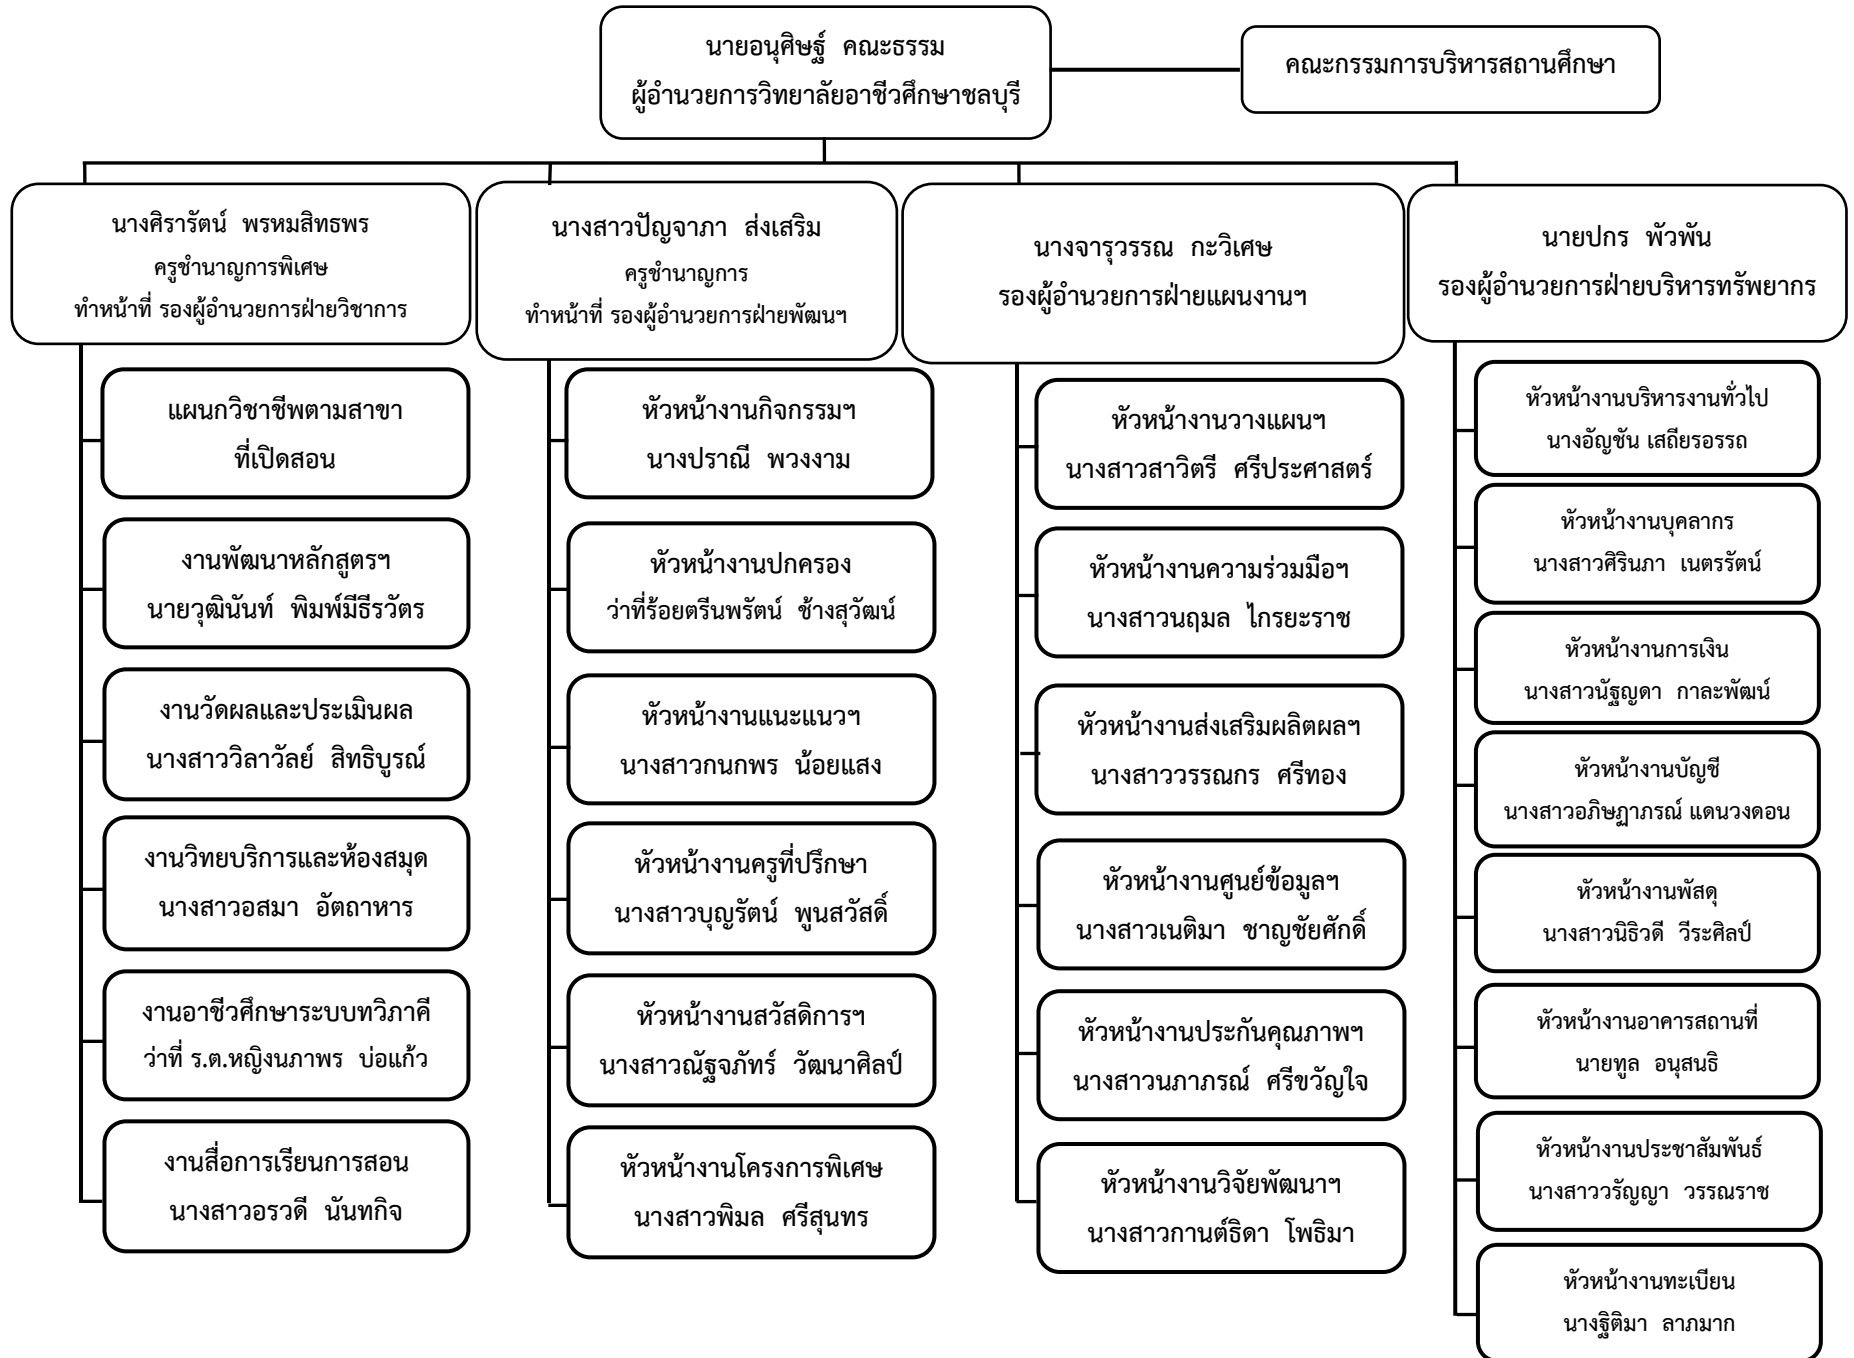 นายอนุศิษฐ์ คณะธรรม
ผู้อำนวยการวิทยาลัยอาชีวศึกษาชลบุรี
คณะกรรมการบริหารสถานศึกษา
นางศิรารัตน์ พรหมสิทธพร
ครูชำนาญการพิเศษ
ทำหน้าที่ รองผู้อำนวยการฝ่ายวิชาการ
แผนกวิชาชีพตามสาขา
ที่เปิดสอน
งานพัฒนาหลักสูตรฯ
นายวุฒินันท์ พิมพ์มีธีรวัตร
งานวัดผลและประเมินผล
นางสาววิลาวัลย์ สิทธิบูรณ์
งานวิทยบริการและห้องสมุด
นางสาวอสมา อัตถาหาร
งานอาชีวศึกษาระบบทวิภาคี
ว่าที่ ร.ต.หญิงนภาพร บ่อแก้ว
งานสื่อการเรียนการสอน
นางสาวอรวดี นันทกิจ
นางสาวปัญจาภา ส่งเสริม
ครูชำนาญการ
ทำหน้าที่ รองผู้อำนวยการฝ่ายพัฒนฯ
หัวหน้างานกิจกรรมฯ
นางปราณี พวงงาม
หัวหน้างานปกครอง
ว่าที่ร้อยตรีนพรัตน์ ช้างสุวัฒน์
หัวหน้างานแนะแนวฯ
นางสาวกนกพร น้อยแสง
หัวหน้างานครูที่ปรึกษา
นางสาวบุญรัตน์ พูนสวัสดิ์
หัวหน้างานสวัสดิการฯ
นางสาวณัฐจภัทร์ วัฒนาศิลป์
หัวหน้างานโครงการพิเศษ
นางสาวพิมล ศรีสุนทร
นางจารุวรรณ กะวิเศษ
รองผู้อำนวยการฝ่ายแผนงานฯ
หัวหน้างานวางแผนฯ
นางสาวสาวิตรี ศรีประศาสตร์
หัวหน้างานความร่วมมือฯ
นางสาวนฤมล ไกรยะราช
หัวหน้างานส่งเสริมผลิตผลฯ
นางสาววรรณกร ศรีทอง
หัวหน้างานศูนย์ข้อมูลฯ
นางสาวเนติมา ชาญชัยศักดิ์
หัวหน้างานประกันคุณภาพฯ
นางสาวนภาภรณ์ ศรีขวัญใจ
หัวหน้างานวิจัยพัฒนาฯ
นางสาวกานต์ธิดา โพธิมา
นายปกร พัวพัน
รองผู้อำนวยการฝ่ายบริหารทรัพยากร
หัวหน้างานบริหารงานทั่วไป
นางอัญชัน เสถียรอรรถ
หัวหน้างานบุคลากร
นางสาวศิรินภา เนตรรัตน์
หัวหน้างานการเงิน
นางสาวนัฐญดา กาละพัฒน์
หัวหน้างานบัญชี
นางสาวอภิษฎาภรณ์ แดนวงดอน
หัวหน้างานพัสดุ
นางสาวนิธิวดี วีระศิลป์
หัวหน้างานอาคารสถานที่
นายทูล อนุสนธิ
หัวหน้างานประชาสัมพันธ์
นางสาววรัญญา วรรณราช
หัวหน้างานทะเบียน
นางฐิติมา ลาภมาก